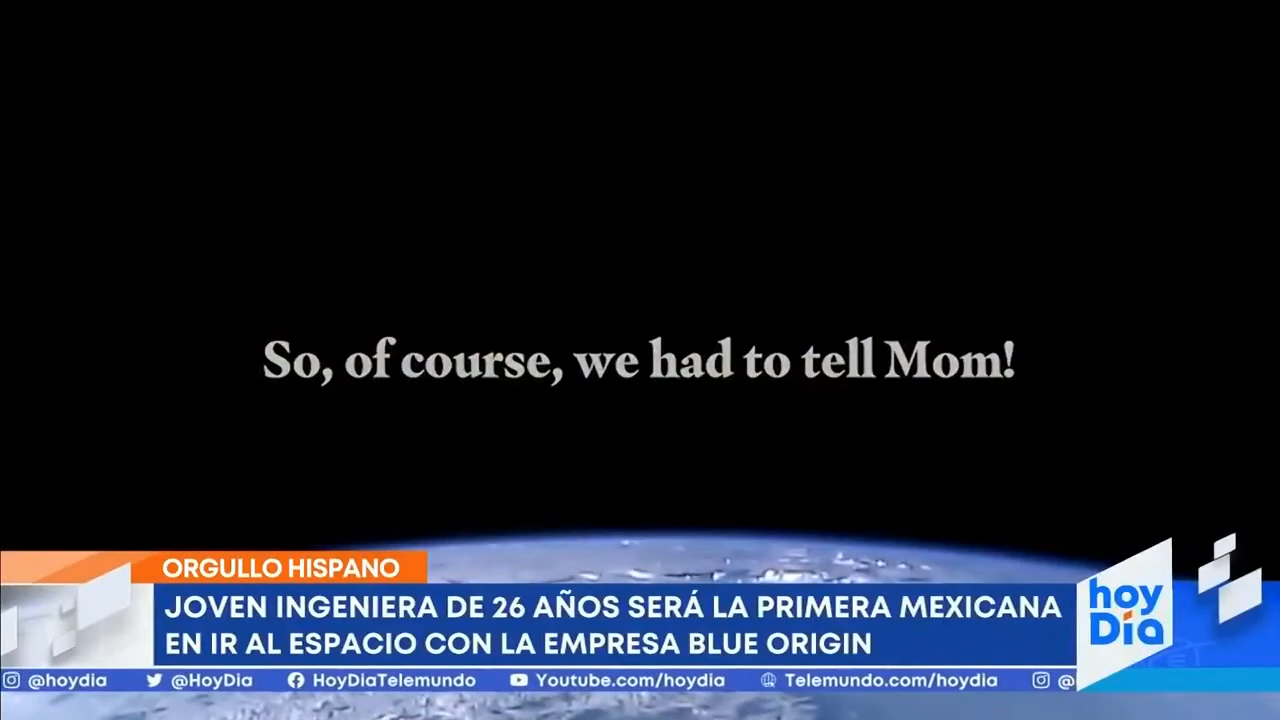 So, of course, we had to tell Mom!
ORGULLO HISPANO
JOVEN INGENIERA DE 26 AÑOS SERÁ LA PRIMERA MEXICANA
EN IR AL ESPACIO CON LA EMPRESA BLUE ORIGIN
hoy
Día
@hoydia @HoyDia HoyDiaTelemundo Youtube.com/hoydia Telemundo.com/hoydia @